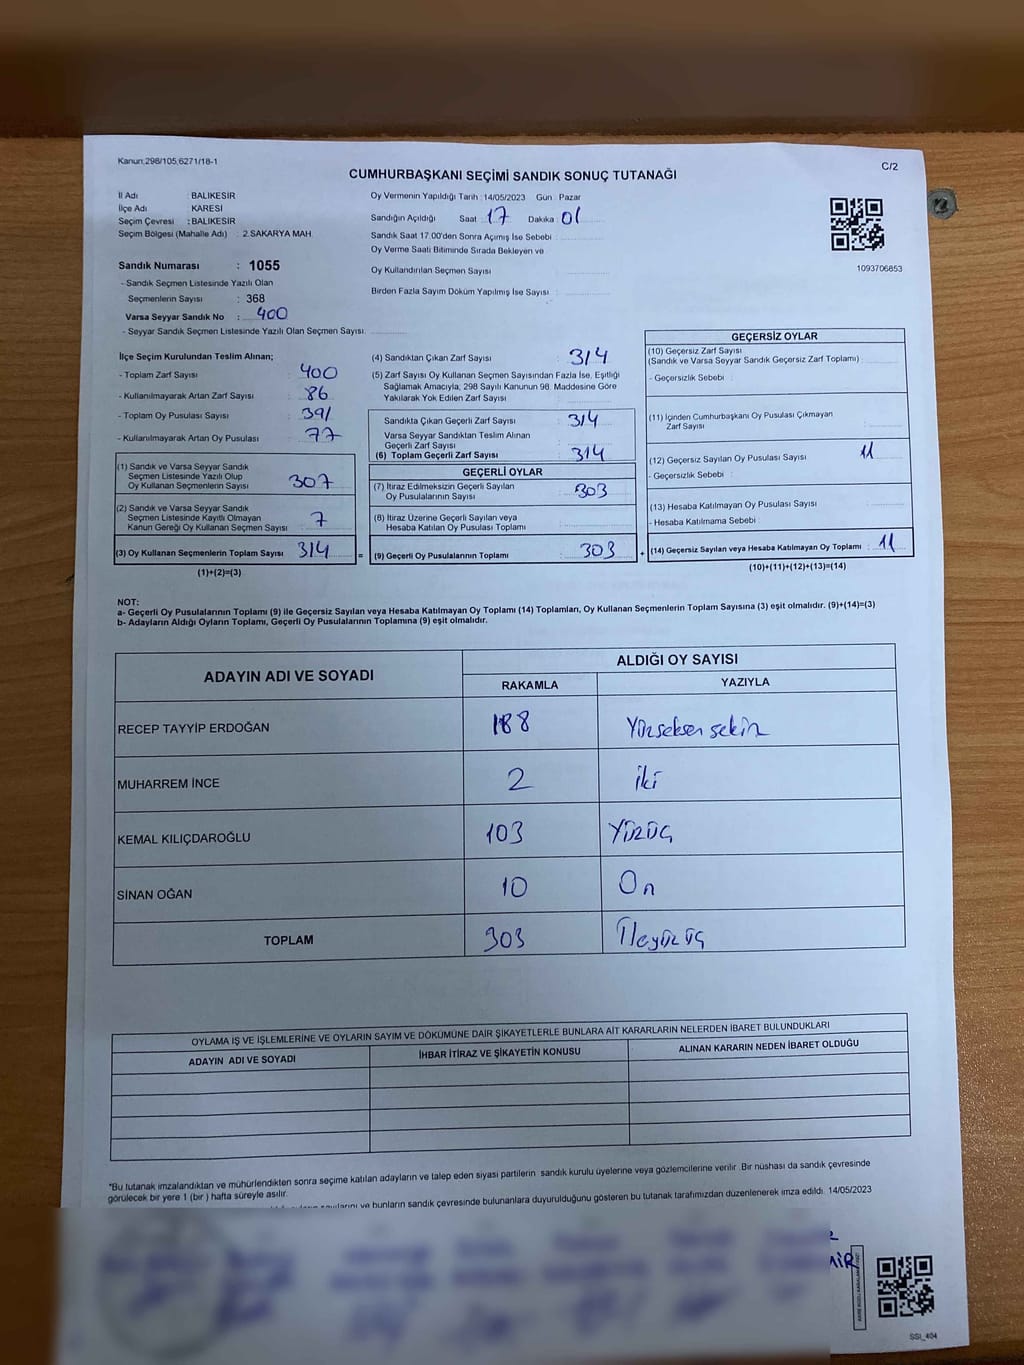 Kanun:298/105,6271/18-1
C/2
CUMHURBAŞKANI SEÇİMİ SANDIK SONUÇ TUTANAĞI
İl Adı : BALIKESİR
İlçe Adı : KARESİ
Seçim Çevresi : BALIKESİR
Seçim Bölgesi (Mahalle Adı) : 2.SAKARYA MAH.
Oy Vermenin Yapıldığı Tarih :14/05/2023 Gün : Pazar
Sandığın Açıldığı Saat : 17 Dakika : 01
Sandık Saat 17.00'den Sonra Açımış İse Sebebi :
Oy Verme Saati Bitiminde Sırada Bekleyen ve
Oy Kullandırılan Seçmen Sayısı :
Birden Fazla Sayım Döküm Yapılmış İse Sayısı :
1093706853
Sandık Numarası : 1055
- Sandık Seçmen Listesinde Yazılı Olan
Seçmenlerin Sayısı : 368
Varsa Seyyar Sandık No : 400
- Seyyar Sandık Seçmen Listesinde Yazılı Olan Seçmen Sayısı:
İlçe Seçim Kurulundan Teslim Alınan;
- Toplam Zarf Sayısı : 400
- Kullanılmayarak Artan Zarf Sayısı : 86
- Toplam Oy Pusulası Sayısı : 391
- Kullanılmayarak Artan Oy Pusulası : 77
(1) Sandık ve Varsa Seyyar Sandık
Seçmen Listesinde Yazılı Olup
Oy Kullanan Seçmenlerin Sayısı : 307
(2) Sandık ve Varsa Seyyar Sandık
Seçmen Listesinde Kayıtlı Olmayan
Kanun Gereği Oy Kullanan Seçmen Sayısı : 7
(3) Oy Kullanan Seçmenlerin Toplam Sayısı : 314
(1)+(2)=(3)
(4) Sandıktan Çıkan Zarf Sayısı : 314
(5) Zarf Sayısı Oy Kullanan Seçmen Sayısından Fazla İse, Eşitliği
Sağlamak Amacıyla, 298 Sayılı Kanunun 98. Maddesine Göre
Yakılarak Yok Edilen Zarf Sayısı :
Sandıkta Çıkan Geçerli Zarf Sayısı : 314
Varsa Seyyar Sandıktan Teslim Alınan
Geçerli Zarf Sayısı :
(6) Toplam Geçerli Zarf Sayısı : 314
GEÇERLİ OYLAR
(7) İtiraz Edilmeksizin Geçerli Sayılan
Oy Pusulalarının Sayısı : 303
(8) İtiraz Üzerine Geçerli Sayılan veya
Hesaba Katılan Oy Pusulası Toplamı :
= (9) Geçerli Oy Pusulalarının Toplamı : 303
GEÇERSİZ OYLAR
(10) Geçersiz Zarf Sayısı
(Sandık ve Varsa Seyyar Sandık Geçersiz Zarf Toplamı) :
- Geçersizlik Sebebi :
(11) İçinden Cumhurbaşkanı Oy Pusulası Çıkmayan
Zarf Sayısı :
(12) Geçersiz Sayılan Oy Pusulası Sayısı : 11
- Geçersizlik Sebebi :
(13) Hesaba Katılmayan Oy Pusulası Sayısı :
- Hesaba Katılmama Sebebi :
+ (14) Geçersiz Sayılan veya Hesaba Katılmayan Oy Toplamı : 11
(10)+(11)+(12)+(13)=(14)
NOT:
a- Geçerli Oy Pusulalarının Toplamı (9) ile Geçersiz Sayılan veya Hesaba Katılmayan Oy Toplamı (14) Toplamları, Oy Kullanan Seçmenlerin Toplam Sayısına (3) eşit olmalıdır. (9)+(14)=(3)
b- Adayların Aldığı Oyların Toplamı, Geçerli Oy Pusulalarının Toplamına (9) eşit olmalıdır.
ADAYIN ADI VE SOYADI
ALDIĞI OY SAYISI
RAKAMLA YAZIYLA
RECEP TAYYİP ERDOĞAN 188 Yüzseksensekiz
MUHARREM İNCE 2 iki
KEMAL KILIÇDAROĞLU 103 Yüzüç
SİNAN OĞAN 10 On
TOPLAM 303 Üçyüzüç
OYLAMA İŞ VE İŞLEMLERİNE VE OYLARIN SAYIM VE DÖKÜMÜNE DAİR ŞİKAYETLERLE BUNLARA AİT KARARLARIN NELERDEN İBARET BULUNDUKLARI
ADAYIN ADI VE SOYADI
İHBAR İTİRAZ VE ŞİKAYETİN KONUSU
ALINAN KARARIN NEDEN İBARET OLDUĞU
*Bu tutanak imzalandıktan ve mühürlendikten sonra seçime katılan adayların ve talep eden siyasi partilerin sandık kurulu üyelerine veya gözlemcilerine verilir. Bir nüshası da sandık çevresinde
görülecek bir yere 1 (bir ) hafta süreyle asılır.
ve bunların sandık çevresinde bulunanlara duyurulduğunu gösteren bu tutanak tarafımızdan düzenlenerek imza edildi. 14/05/2023
SSI_404